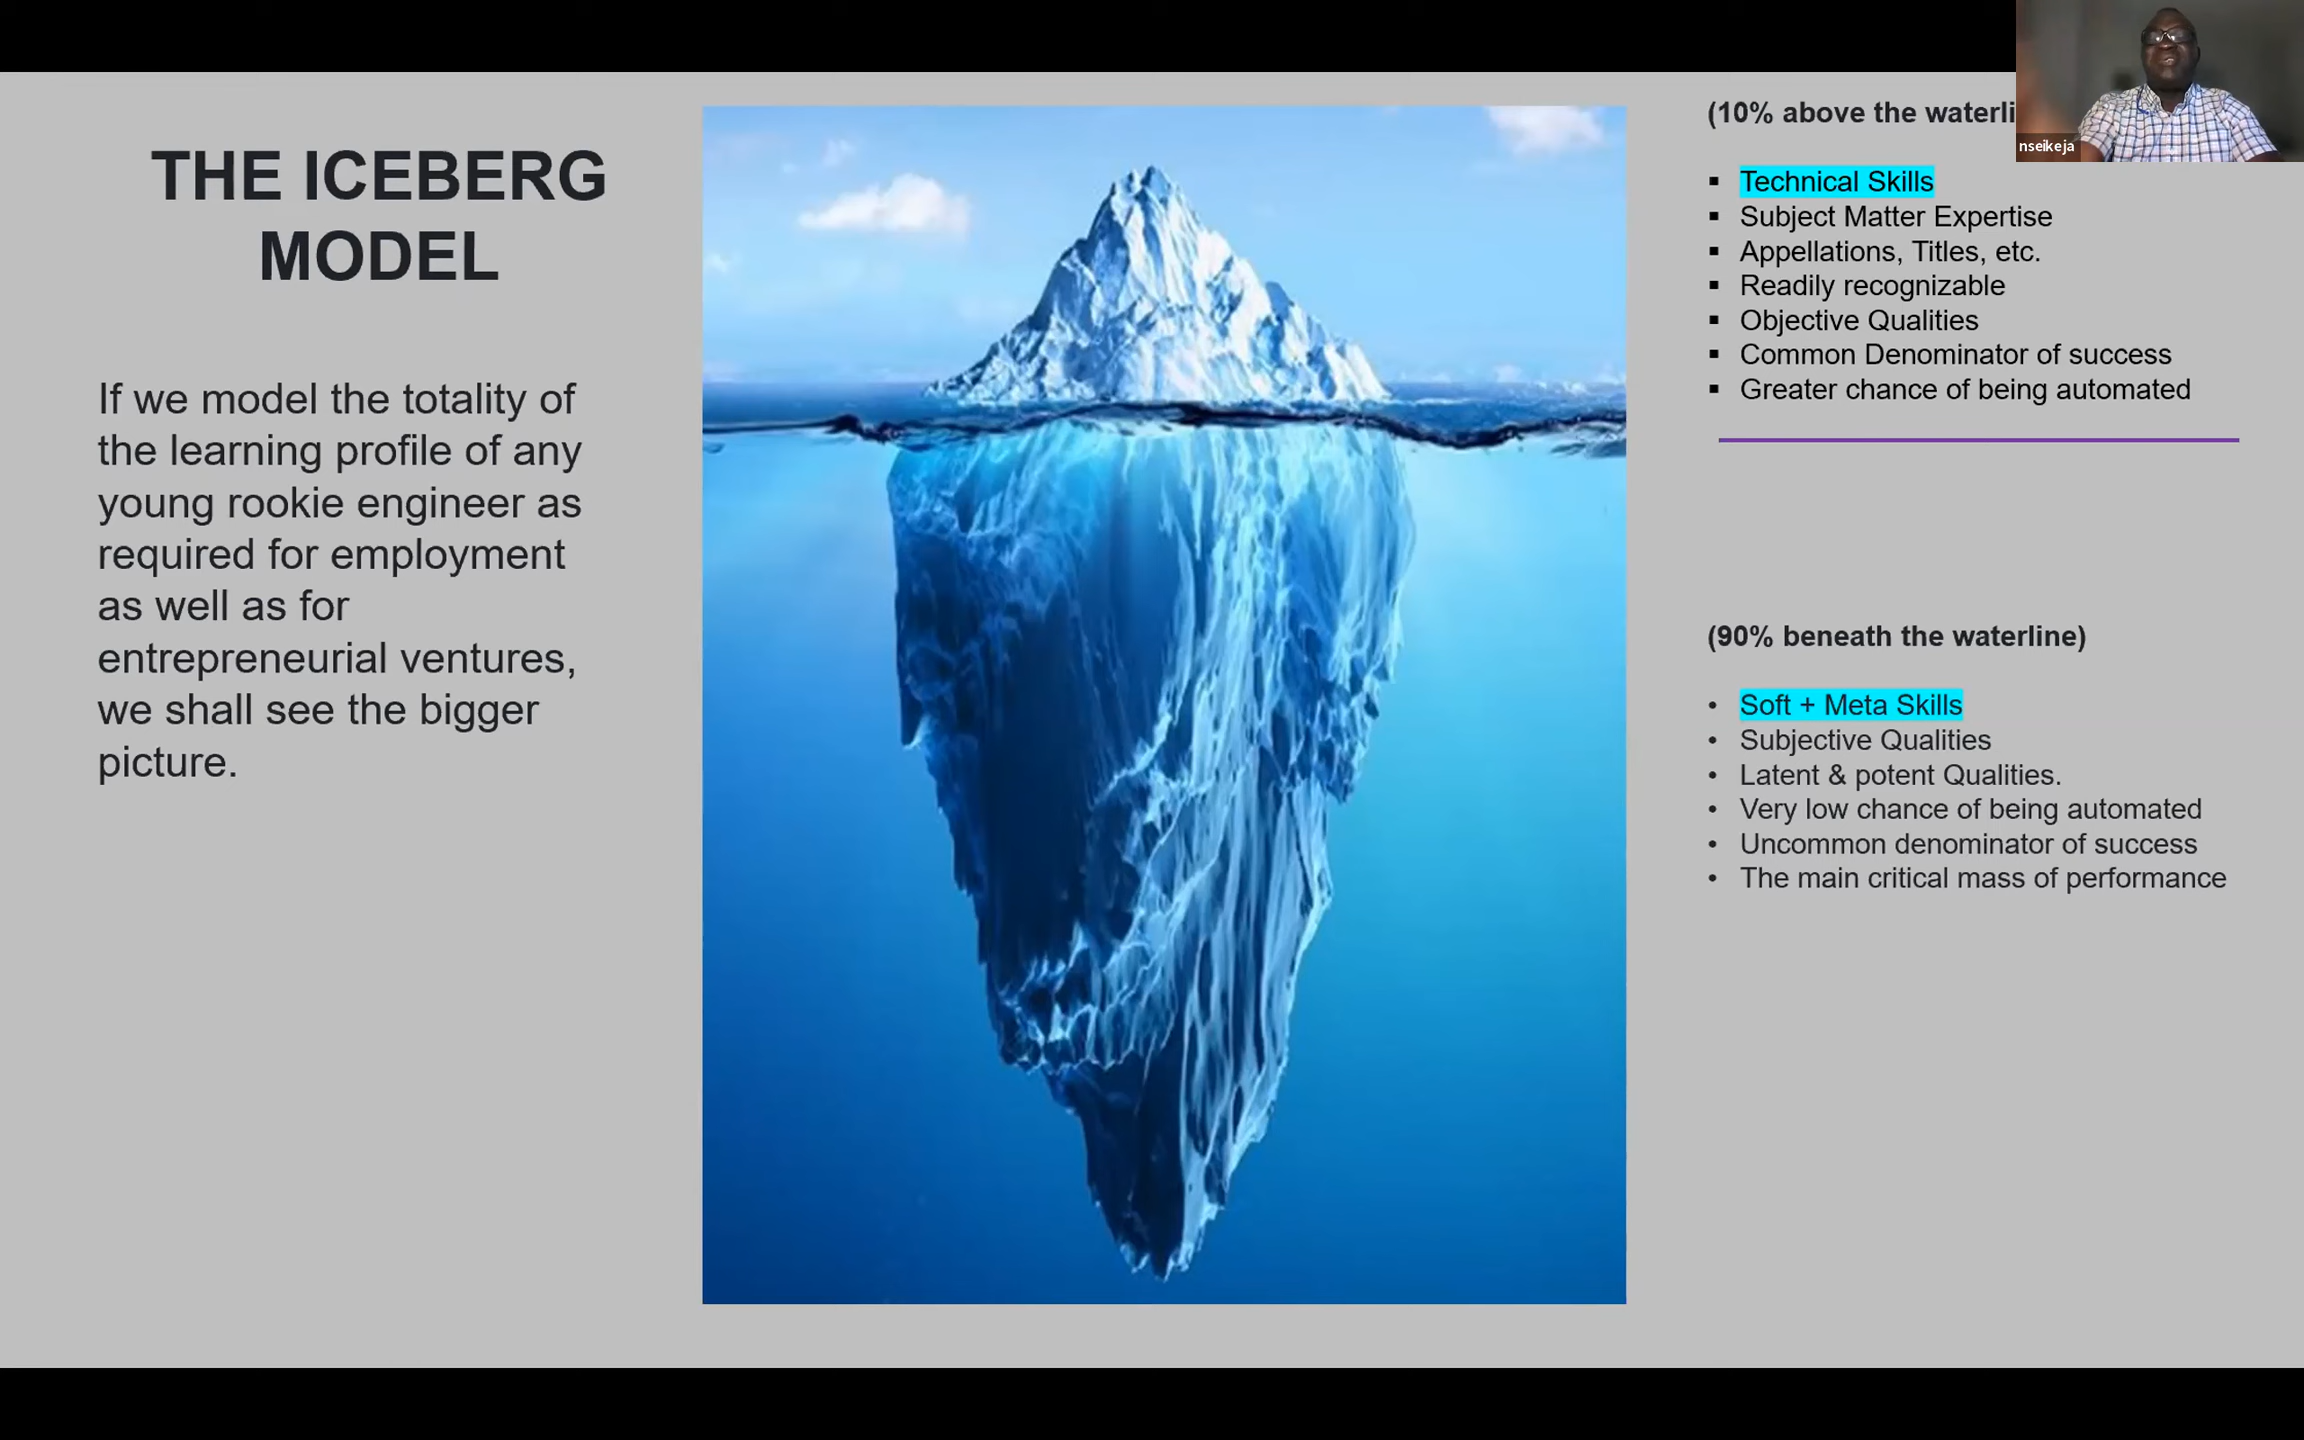 THE ICEBERG
MODEL
If we model the totality of
the learning profile of any
young rookie engineer as
required for employment
as well as for
entrepreneurial ventures,
we shall see the bigger
picture.
(10% above the waterli
nseikeja
Technical Skills
Subject Matter Expertise
Appellations, Titles, etc.
Readily recognizable
Objective Qualities
Common Denominator of success
Greater chance of being automated
(90% beneath the waterline)
Soft + Meta Skills
Subjective Qualities
Latent & potent Qualities.
Very low chance of being automated
Uncommon denominator of success
The main critical mass of performance